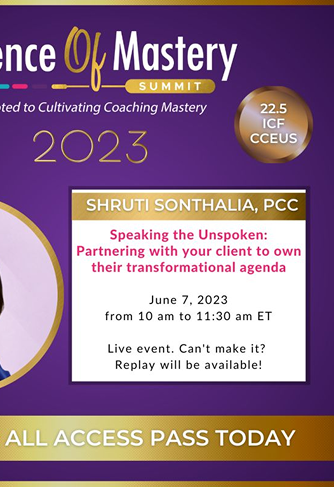 ence Of Mastery
SUMMIT
ted to Cultivating Coaching Mastery
2023
22.5
ICF
CCEUS
SHRUTI SONTHALIA, PCC
Speaking the Unspoken:
Partnering with your client to own
their transformational agenda
June 7, 2023
from 10 am to 11:30 am ET
Live event. Can't make it?
Replay will be available!
ALL ACCESS PASS TODAY